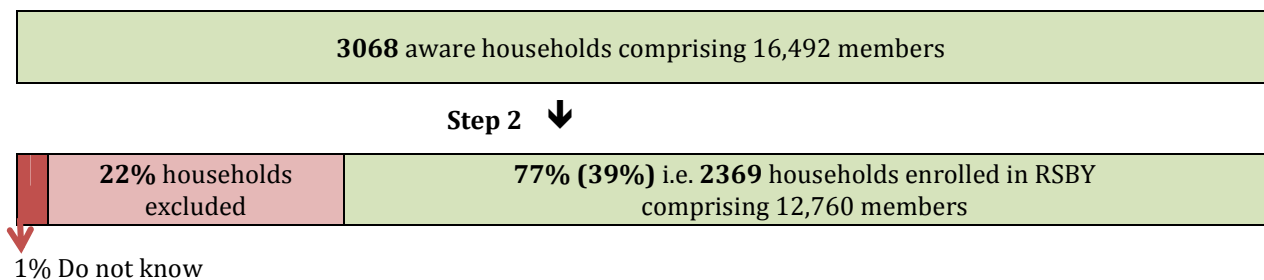 3068 aware households comprising 16,492 members
Step 2
22% households
excluded
77% (39%) i.e. 2369 households enrolled in RSBY
comprising 12,760 members
1% Do not know